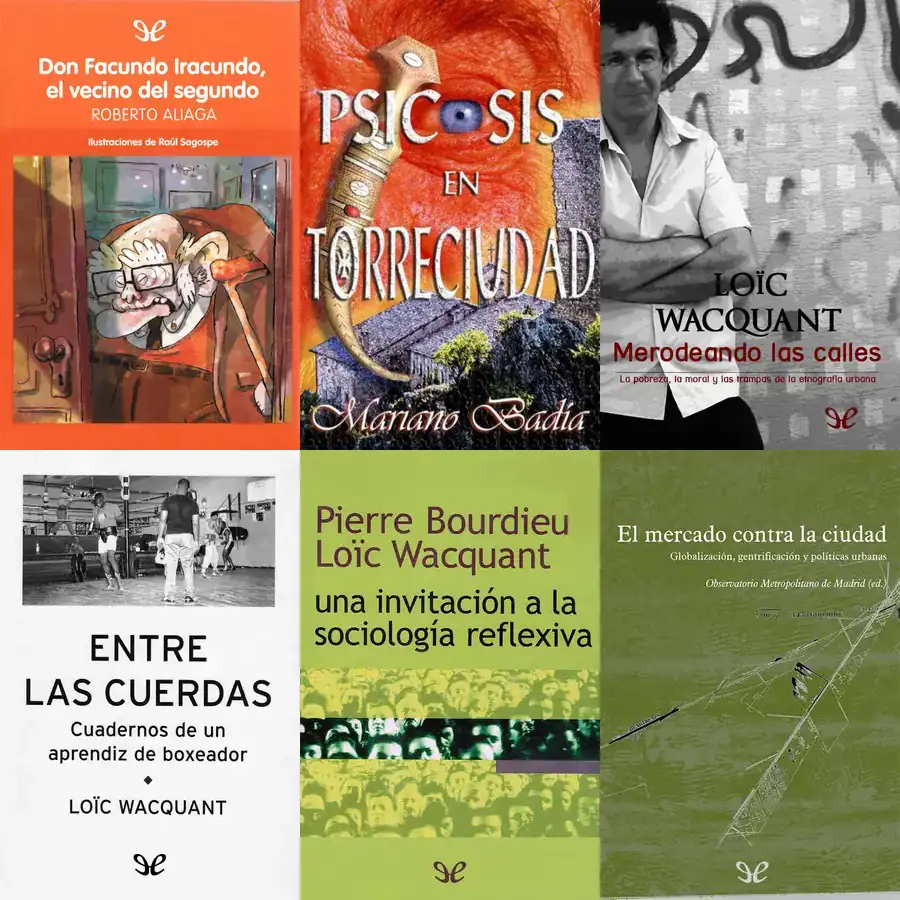 Don Facundo Iracundo,
el vecino del segundo
ROBERTO ALIAGA
Ilustraciones de Raúl Sagospe
PSICOSIS
EN
TORRECIUDAD
Mariano Badía
LOÏC
WACQUANT
Merodeando las calles
La pobreza, la moral y las trampas de la etnografía urbana
ENTRE
LAS CUERDAS
Cuadernos de un
aprendiz de boxeador
LOÏC WACQUANT
Pierre Bourdieu
Loïc Wacquant
una invitación a la
sociología reflexiva
El mercado contra la ciudad
Globalización, gentrificación y políticas urbanas
Observatorio Metropolitano de Madrid (ed.)